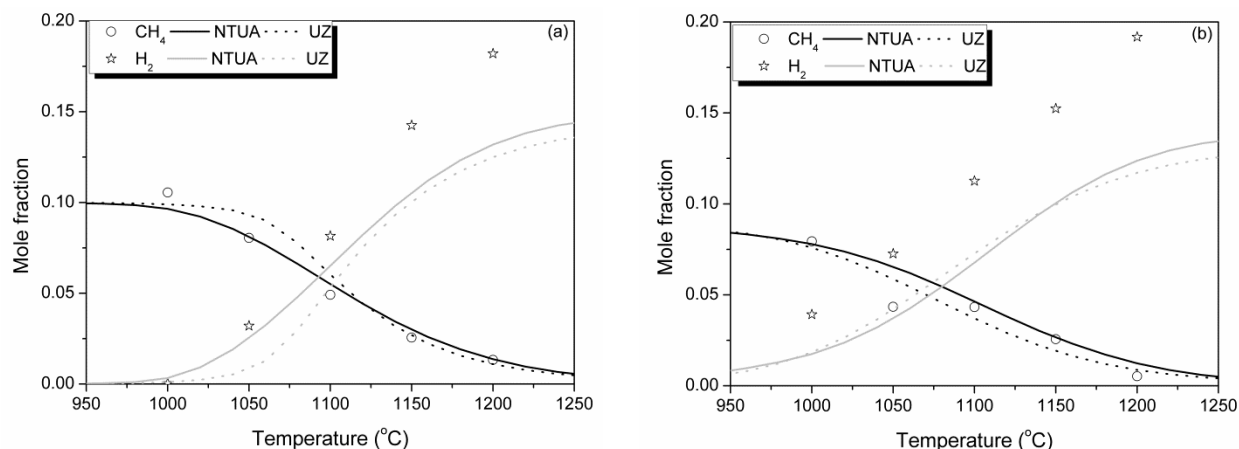 0.20
0.15
0.10
0.05
0.00
Mole fraction
CH4 NTUA UZ
H2 NTUA UZ
(a)
950 1000 1050 1100 1150 1200 1250
Temperature (°C)
0.20
0.15
0.10
0.05
0.00
Mole fraction
(b)
CH4 NTUA UZ
H2 NTUA UZ
950 1000 1050 1100 1150 1200 1250
Temperature (°C)